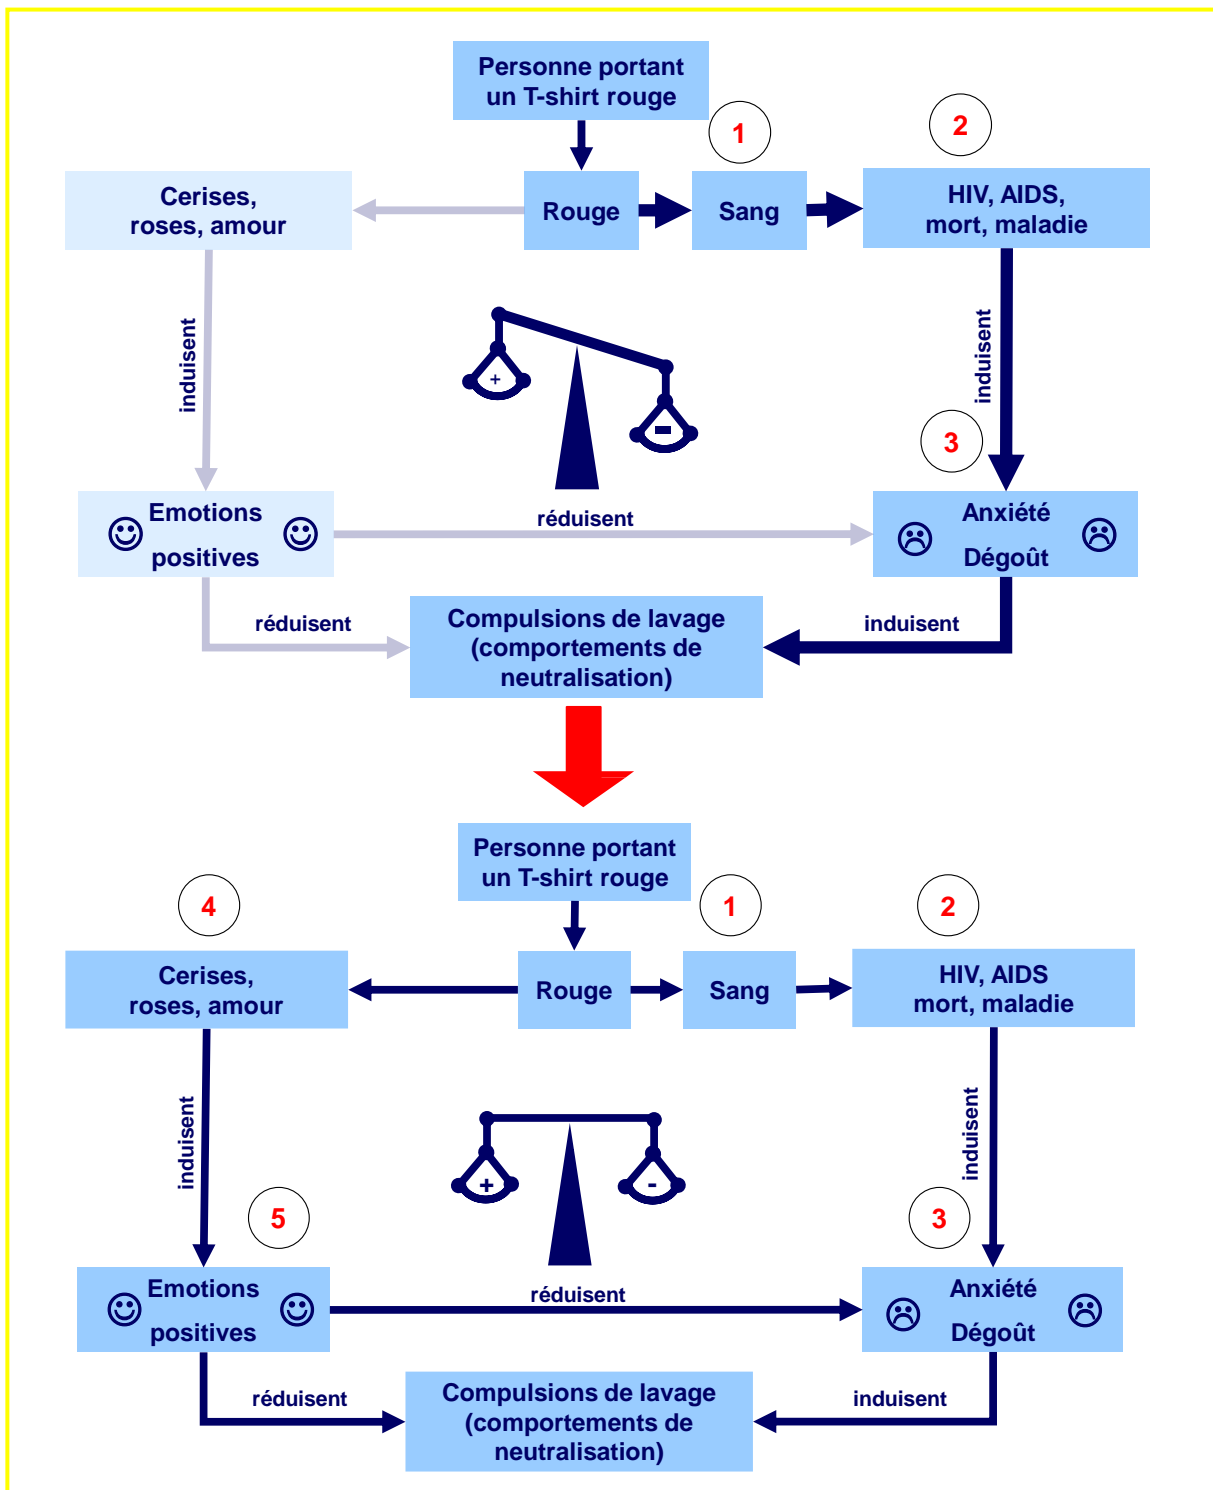 Personne portant
un T-shirt rouge
1
2
Cerises,
roses, amour
Rouge
Sang
HIV, AIDS,
mort, maladie
induisent
induisent
+
-
3
Emotions
positives
réduisent
Anxiété
Dégoût
réduisent
Compulsions de lavage
(comportements de
neutralisation)
induisent
Personne portant
un T-shirt rouge
4
1
2
Cerises,
roses, amour
Rouge
Sang
HIV, AIDS
mort, maladie
induisent
induisent
+
-
5
3
Emotions
positives
réduisent
Anxiété
Dégoût
réduisent
Compulsions de lavage
(comportements de
neutralisation)
induisent